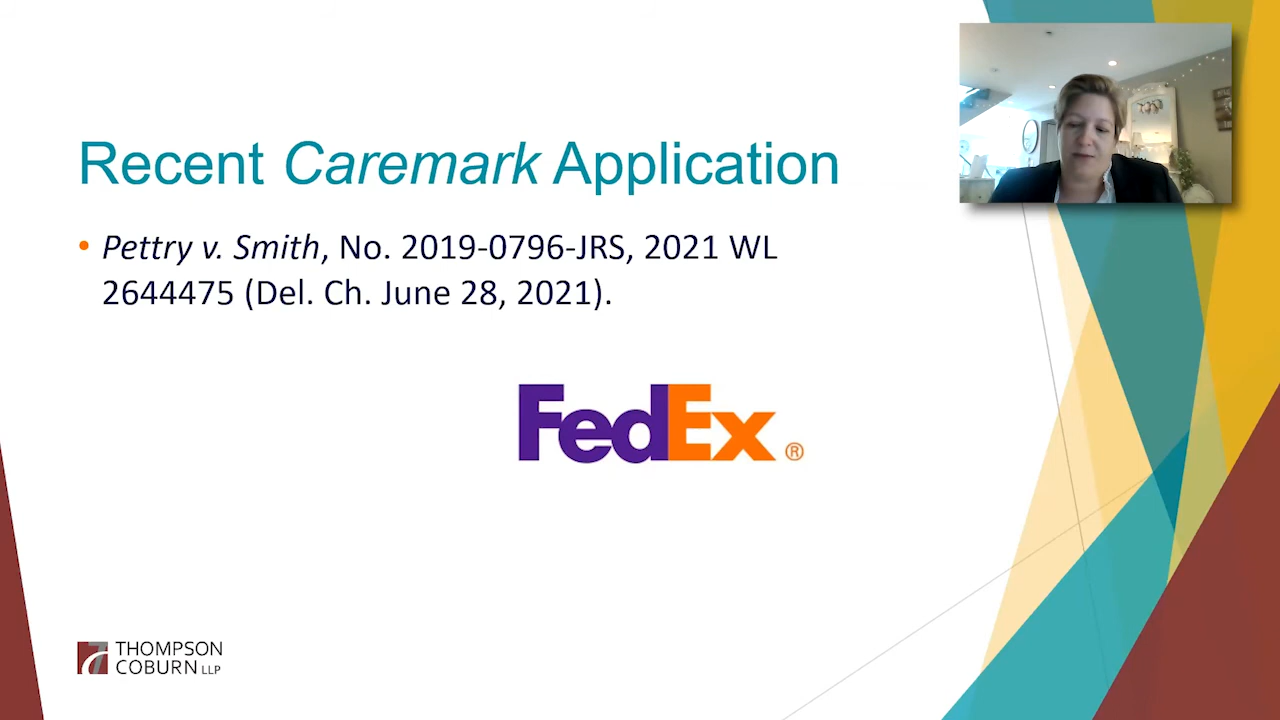 Recent Caremark Application
• Pettry v. Smith, No. 2019-0796-JRS, 2021 WL
2644475 (Del. Ch. June 28, 2021).
FedEx®
THOMPSON
COBURN LLP